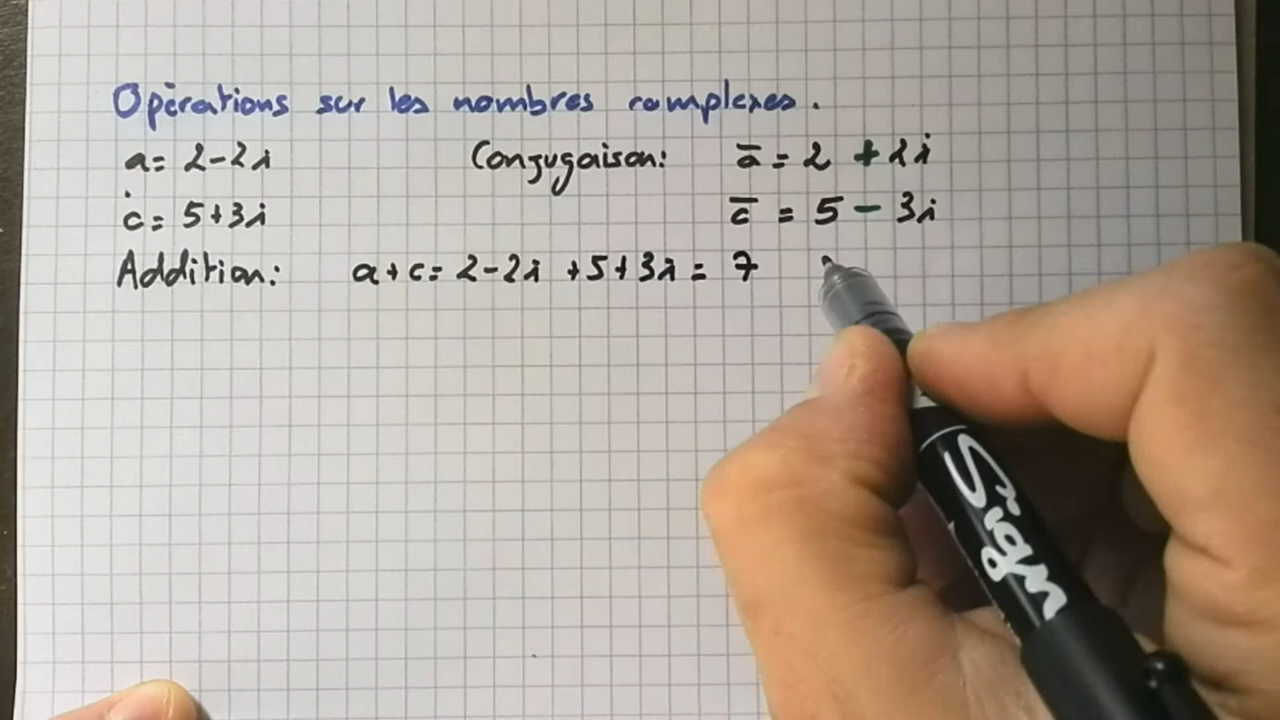 Opérations sur les nombres complexes.
a = 2 - 2i Conjugaison: a̅ = 2 + 2i
c = 5 + 3i c̅ = 5 - 3i
Addition: a + c = 2 - 2i + 5 + 3i = 7
Signo